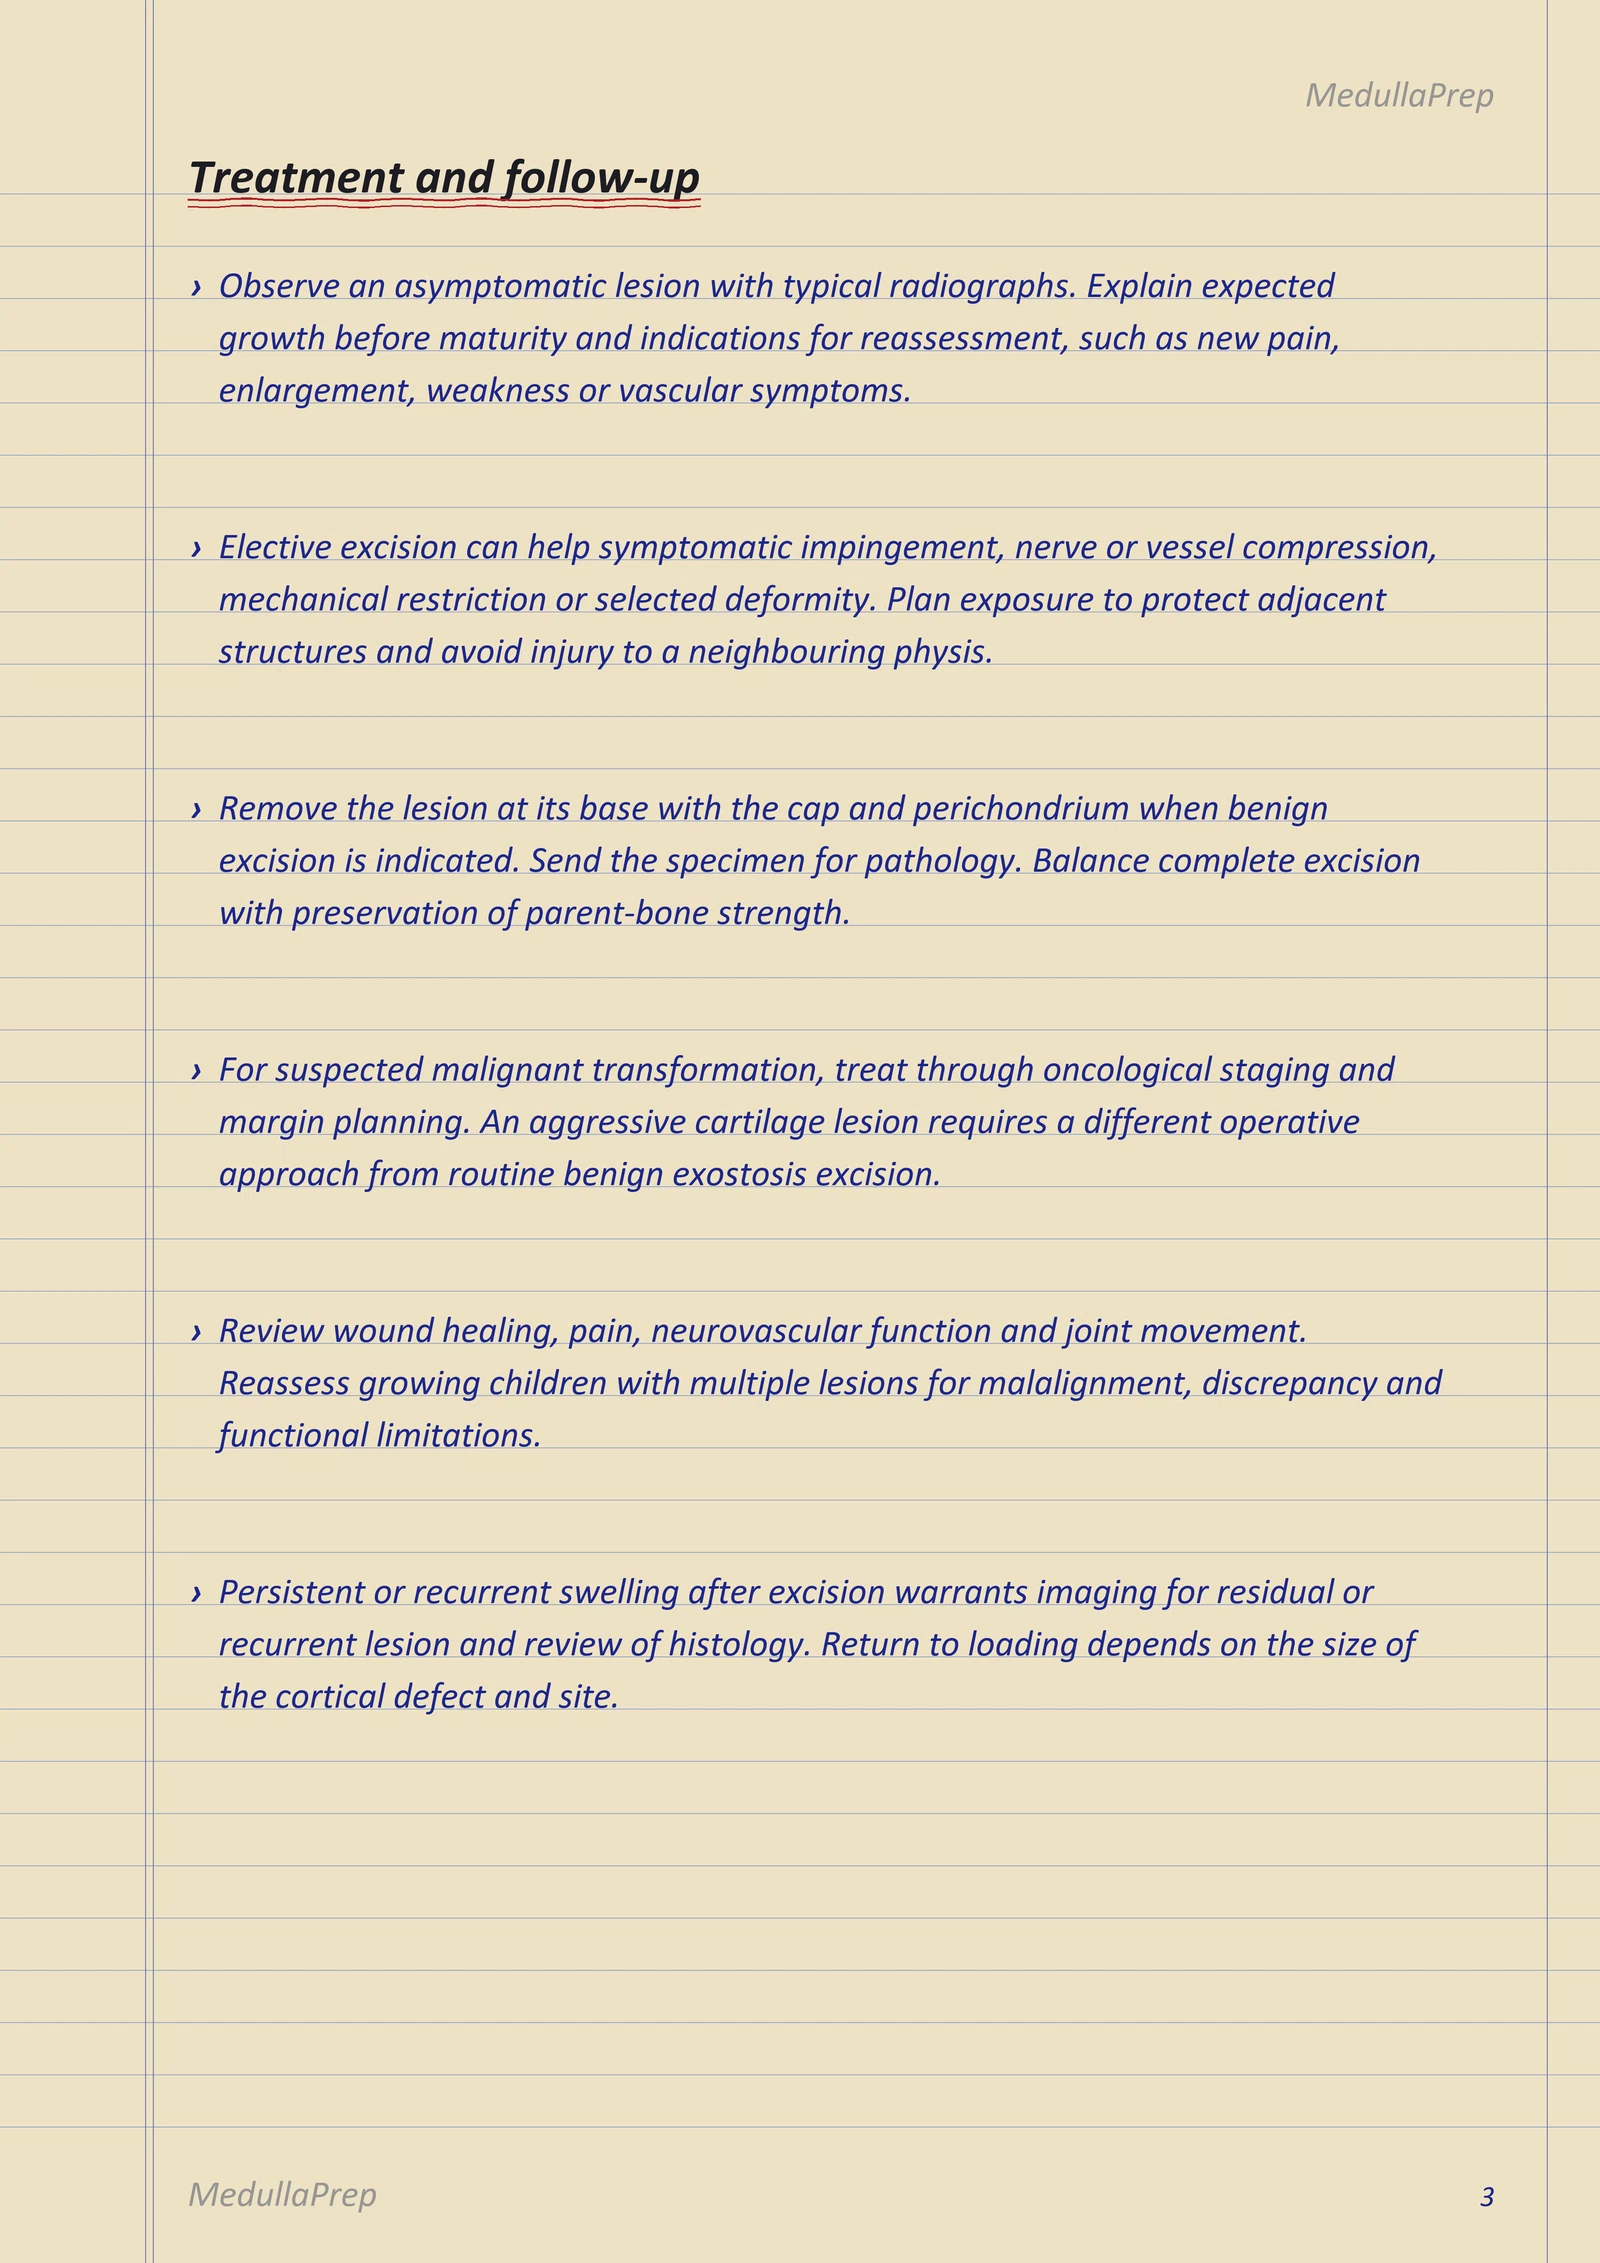 MedullaPrep
Treatment and follow-up
› Observe an asymptomatic lesion with typical radiographs. Explain expected
growth before maturity and indications for reassessment, such as new pain,
enlargement, weakness or vascular symptoms.
› Elective excision can help symptomatic impingement, nerve or vessel compression,
mechanical restriction or selected deformity. Plan exposure to protect adjacent
structures and avoid injury to a neighbouring physis.
› Remove the lesion at its base with the cap and perichondrium when benign
excision is indicated. Send the specimen for pathology. Balance complete excision
with preservation of parent-bone strength.
› For suspected malignant transformation, treat through oncological staging and
margin planning. An aggressive cartilage lesion requires a different operative
approach from routine benign exostosis excision.
› Review wound healing, pain, neurovascular function and joint movement.
Reassess growing children with multiple lesions for malalignment, discrepancy and
functional limitations.
› Persistent or recurrent swelling after excision warrants imaging for residual or
recurrent lesion and review of histology. Return to loading depends on the size of
the cortical defect and site.
MedullaPrep
3